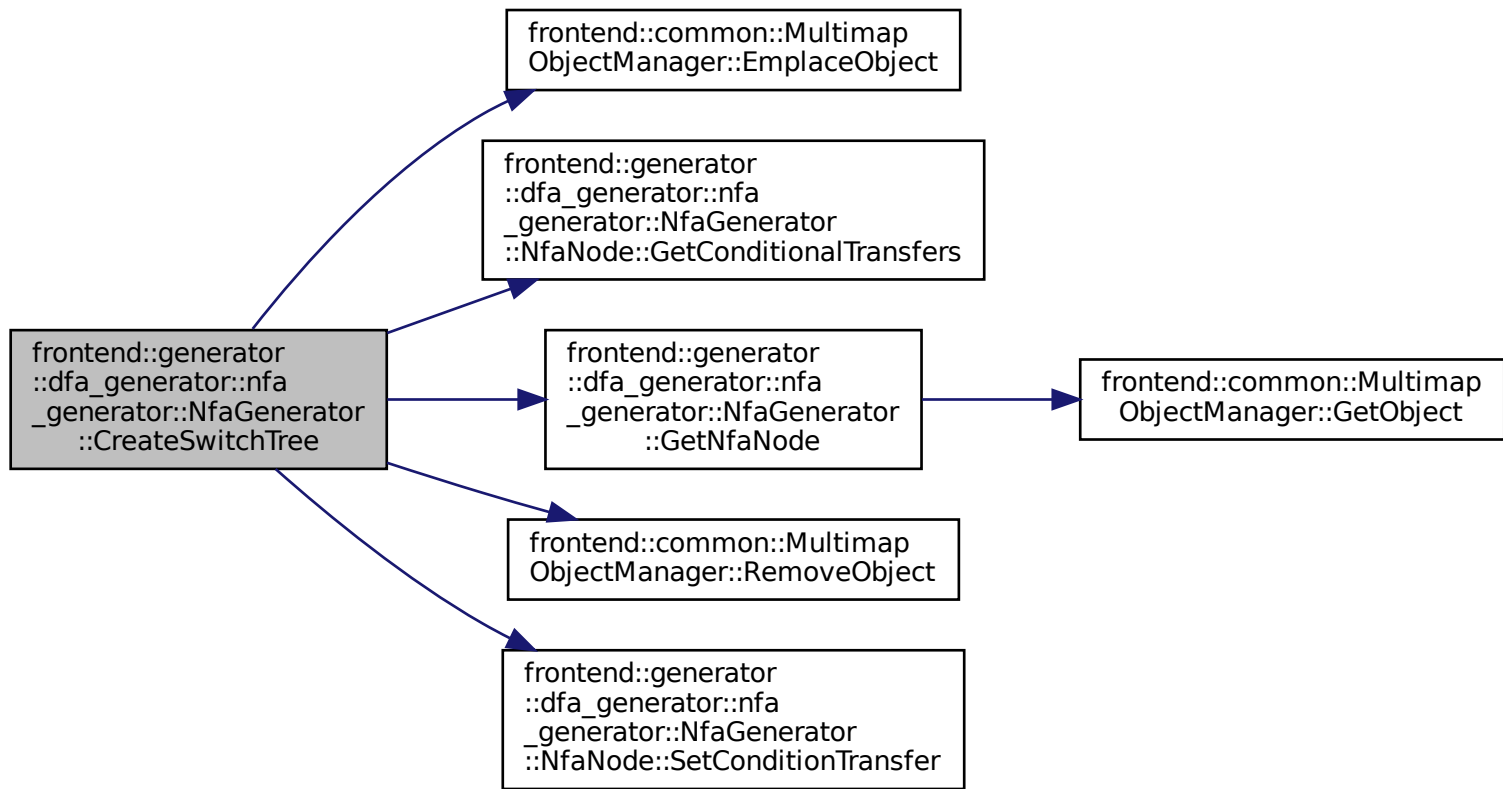 frontend::common::Multimap
ObjectManager::EmplaceObject
frontend::generator
::dfa_generator::nfa
_generator::NfaGenerator
::NfaNode::GetConditionalTransfers
frontend::generator
::dfa_generator::nfa
_generator::NfaGenerator
::CreateSwitchTree
frontend::generator
::dfa_generator::nfa
_generator::NfaGenerator
::GetNfaNode
frontend::common::Multimap
ObjectManager::GetObject
frontend::common::Multimap
ObjectManager::RemoveObject
frontend::generator
::dfa_generator::nfa
_generator::NfaGenerator
::NfaNode::SetConditionTransfer